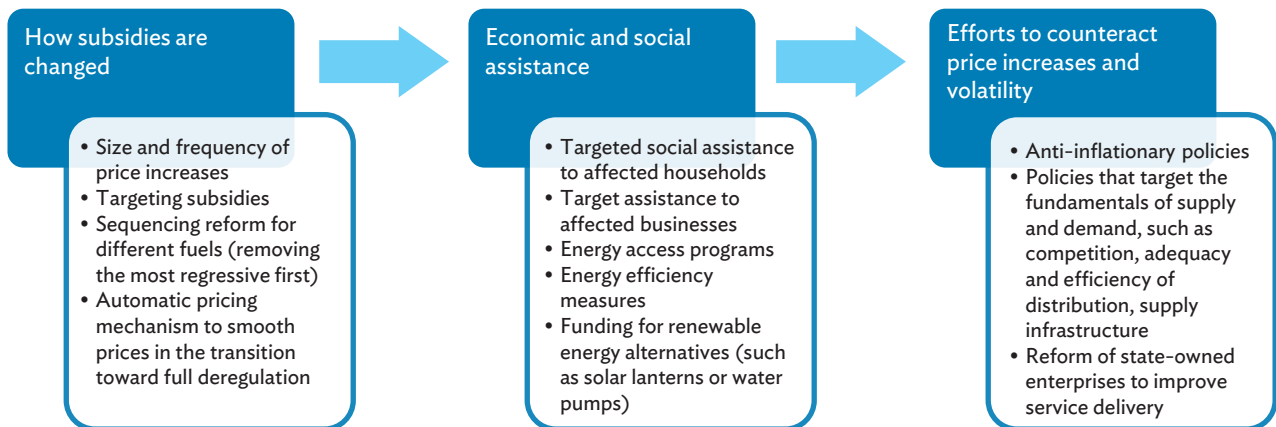 How subsidies are
changed
• Size and frequency of
price increases
• Targeting subsidies
• Sequencing reform for
different fuels (removing
the most regressive first)
• Automatic pricing
mechanism to smooth
prices in the transition
toward full deregulation
Economic and social
assistance
• Targeted social assistance
to affected households
• Target assistance to
affected businesses
• Energy access programs
• Energy efficiency
measures
• Funding for renewable
energy alternatives (such
as solar lanterns or water
pumps)
Efforts to counteract
price increases and
volatility
• Anti-inflationary policies
• Policies that target the
fundamentals of supply
and demand, such as
competition, adequacy
and efficiency of
distribution, supply
infrastructure
• Reform of state-owned
enterprises to improve
service delivery